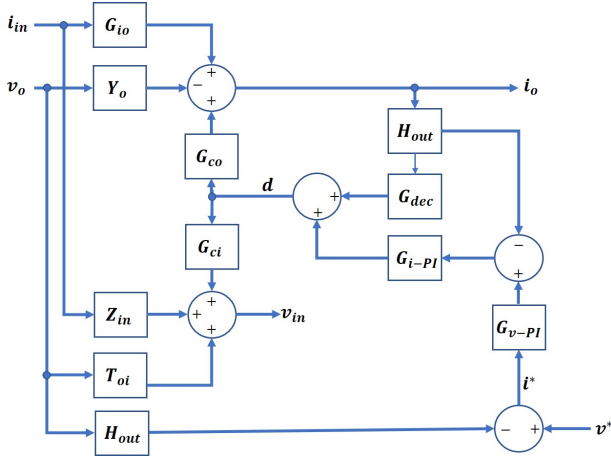 i_in
G_io
v_o
Y_o
−
+
+
i_o
H_out
G_co
d
+
+
G_dec
G_ci
G_i−PI
−
+
Z_in
+
+
+
v_in
G_v−PI
T_oi
i*
H_out
−
+
v*